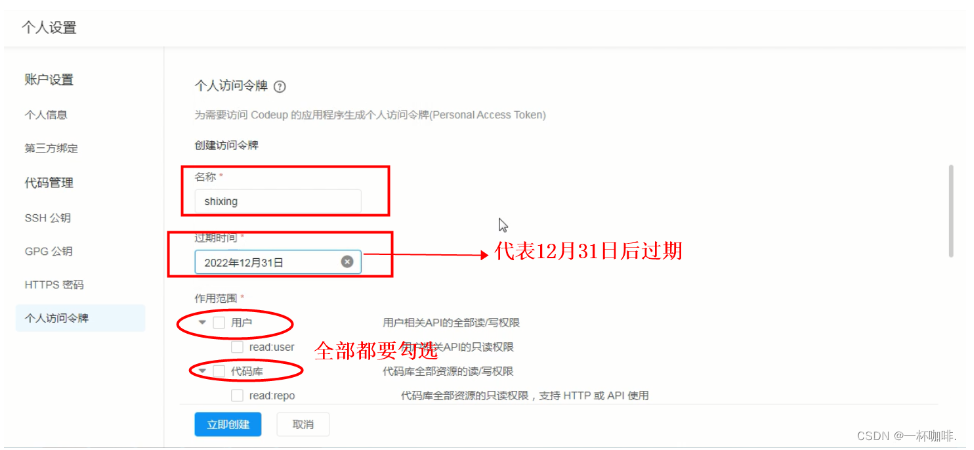 个人设置
账户设置
个人信息
第三方绑定
代码管理
SSH 公钥
GPG 公钥
HTTPS 密码
个人访问令牌
个人访问令牌 ?
为需要访问 Codeup 的应用程序生成个人访问令牌(Personal Access Token)
创建访问令牌
名称 *
shixing
过期时间 *
2022年12月31日
代表12月31日后过期
作用范围 *
用户 用户相关API的全部读/写权限
read:user 用户相关API的只读权限
全部都要勾选
代码库 代码库全部资源的读/写权限
read:repo 代码库全部资源的只读权限，支持 HTTP 或 API 使用
立即创建 取消
CSDN @一杯咖啡.